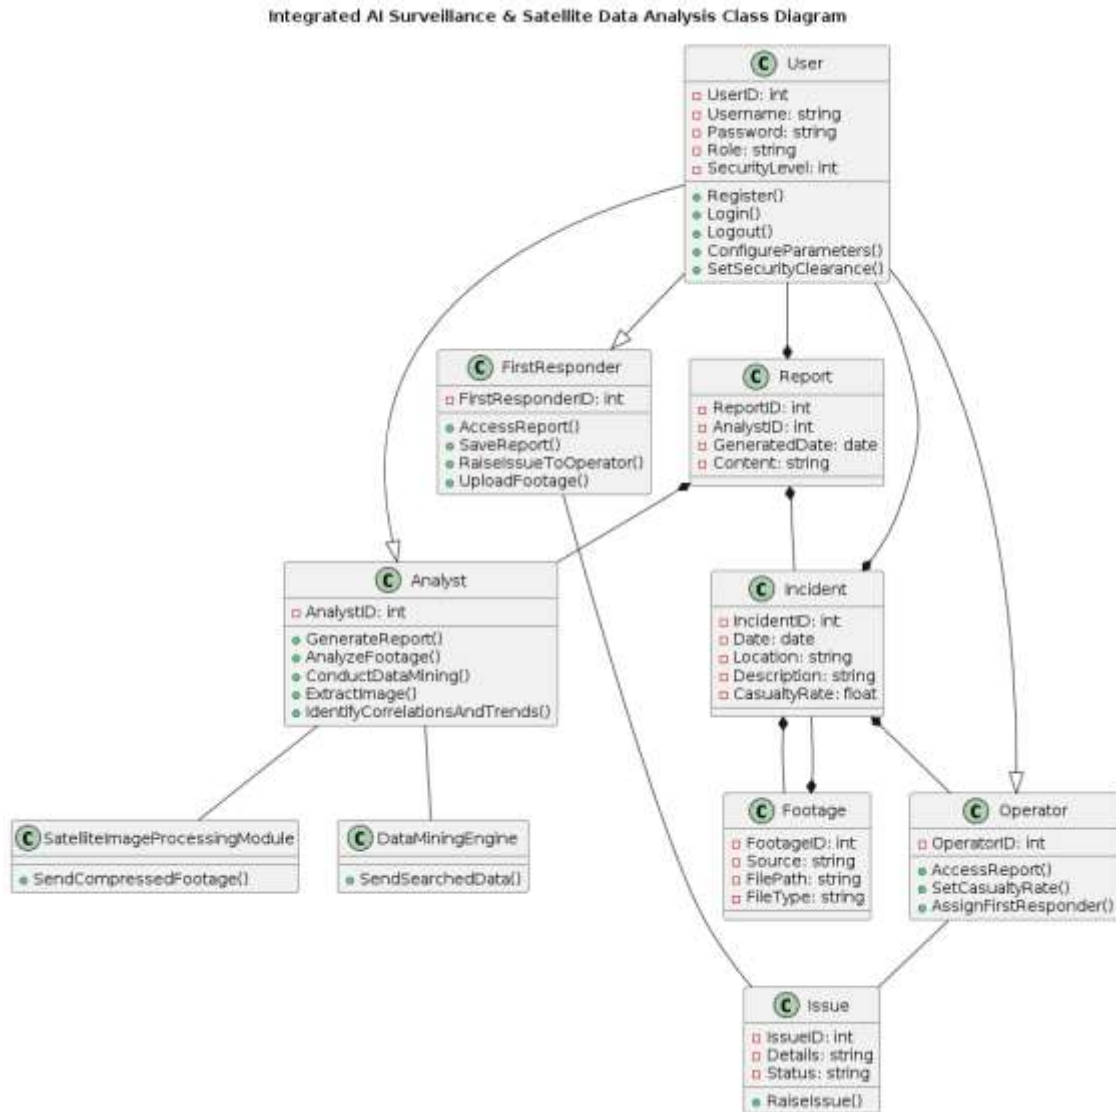 Integrated AI Surveillance & Satellite Data Analysis Class Diagram
C User
UserID: int
Username: string
Password: string
Role: string
SecurityLevel: int
Register()
Login()
Logout()
ConfigureParameters()
SetSecurityClearance()
C FirstResponder
FirstResponderID: int
AccessReport()
SaveReport()
RaiseIssueToOperator()
UploadFootage()
C Report
ReportID: int
AnalystID: int
GeneratedDate: date
Content: string
C Analyst
AnalystID: int
GenerateReport()
AnalyzeFootage()
ConductDataMining()
ExtractImage()
IdentifyCorrelationsAndTrends()
C Incident
IncidentID: int
Date: date
Location: string
Description: string
CasualtyRate: float
C SatelliteImageProcessingModule
SendCompressedFootage()
C DataMiningEngine
SendSearchedData()
C Footage
FootageID: int
Source: string
FilePath: string
FileType: string
C Operator
OperatorID: int
AccessReport()
SetCasualtyRate()
AssignFirstResponder()
C Issue
IssueID: int
Details: string
Status: string
RaiseIssue()